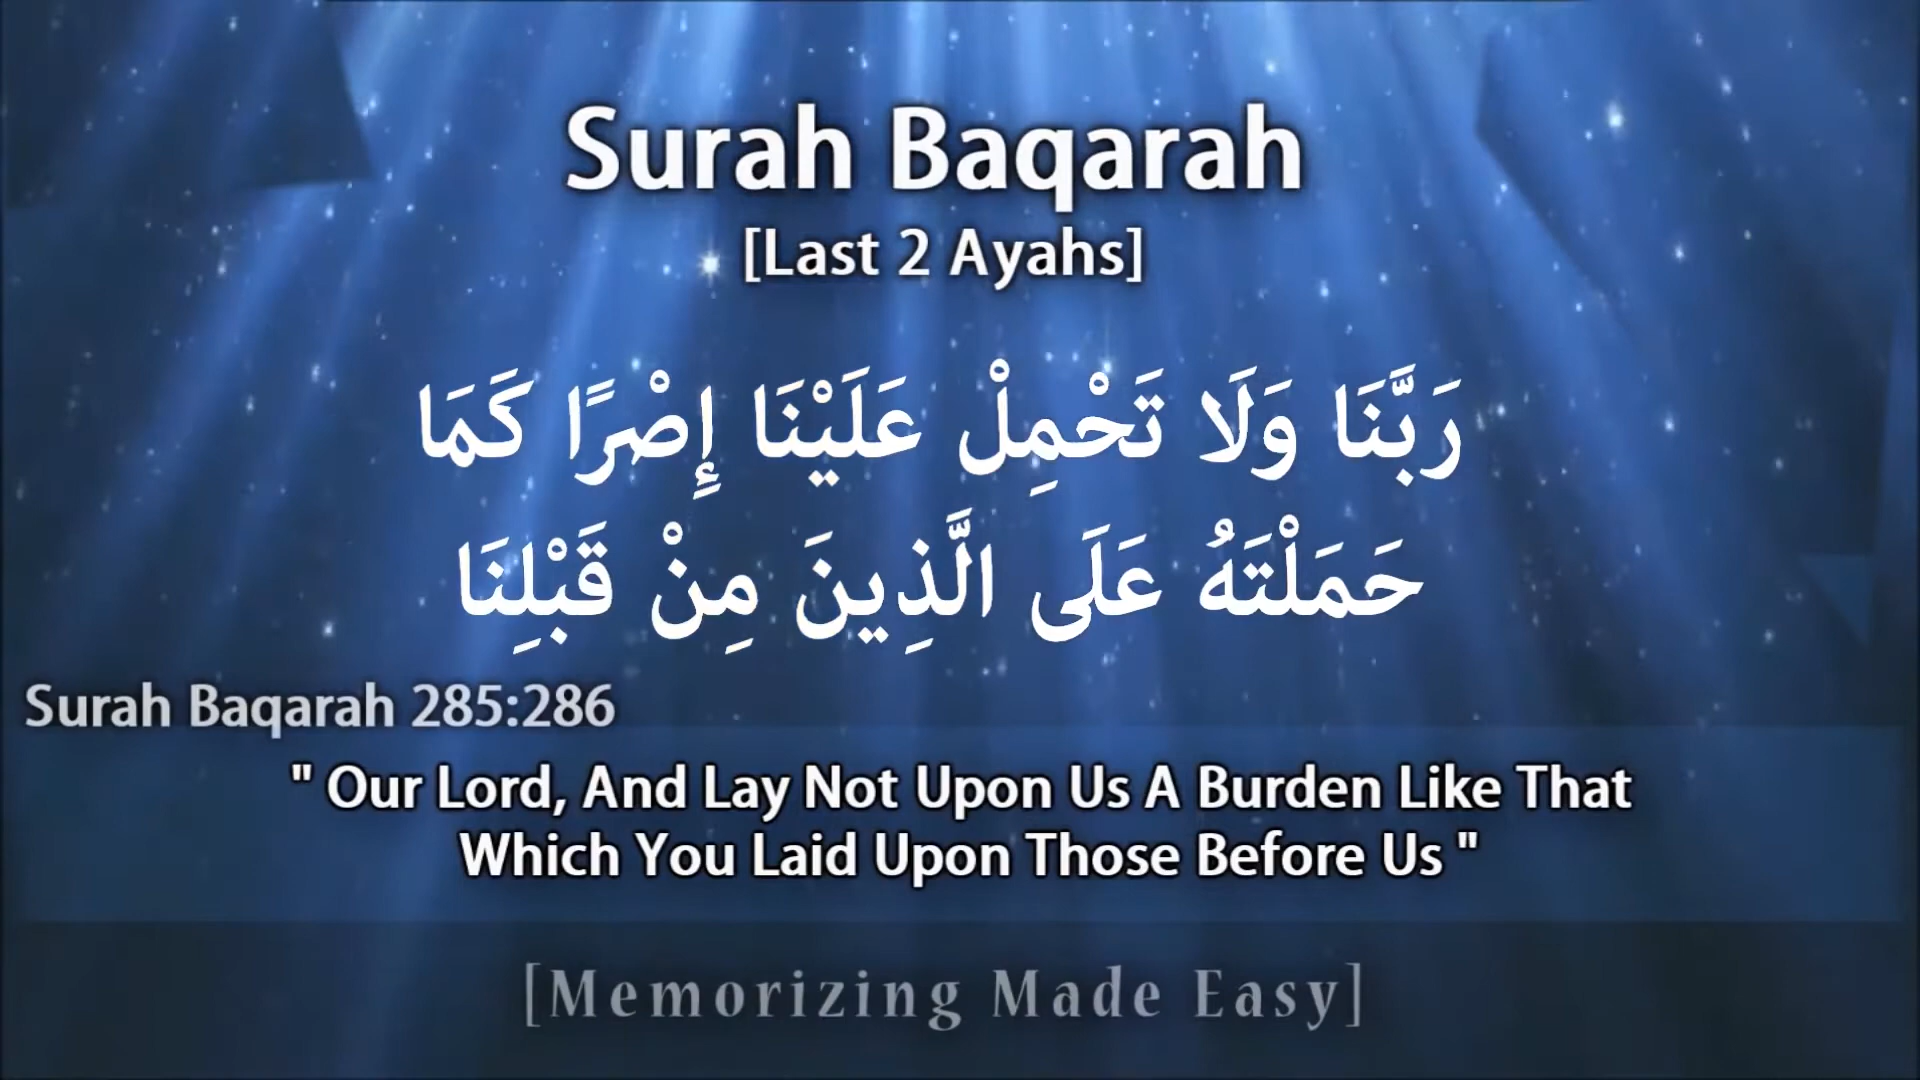 Surah Baqarah
[Last 2 Ayahs]
رَبَّنَا وَلَا تَحْمِلْ عَلَيْنَا إِصْرًا كَمَا
حَمَلْتَهُ عَلَى الَّذِينَ مِنْ قَبْلِنَا
Surah Baqarah 285:286
" Our Lord, And Lay Not Upon Us A Burden Like That
Which You Laid Upon Those Before Us "
[Memorizing Made Easy]